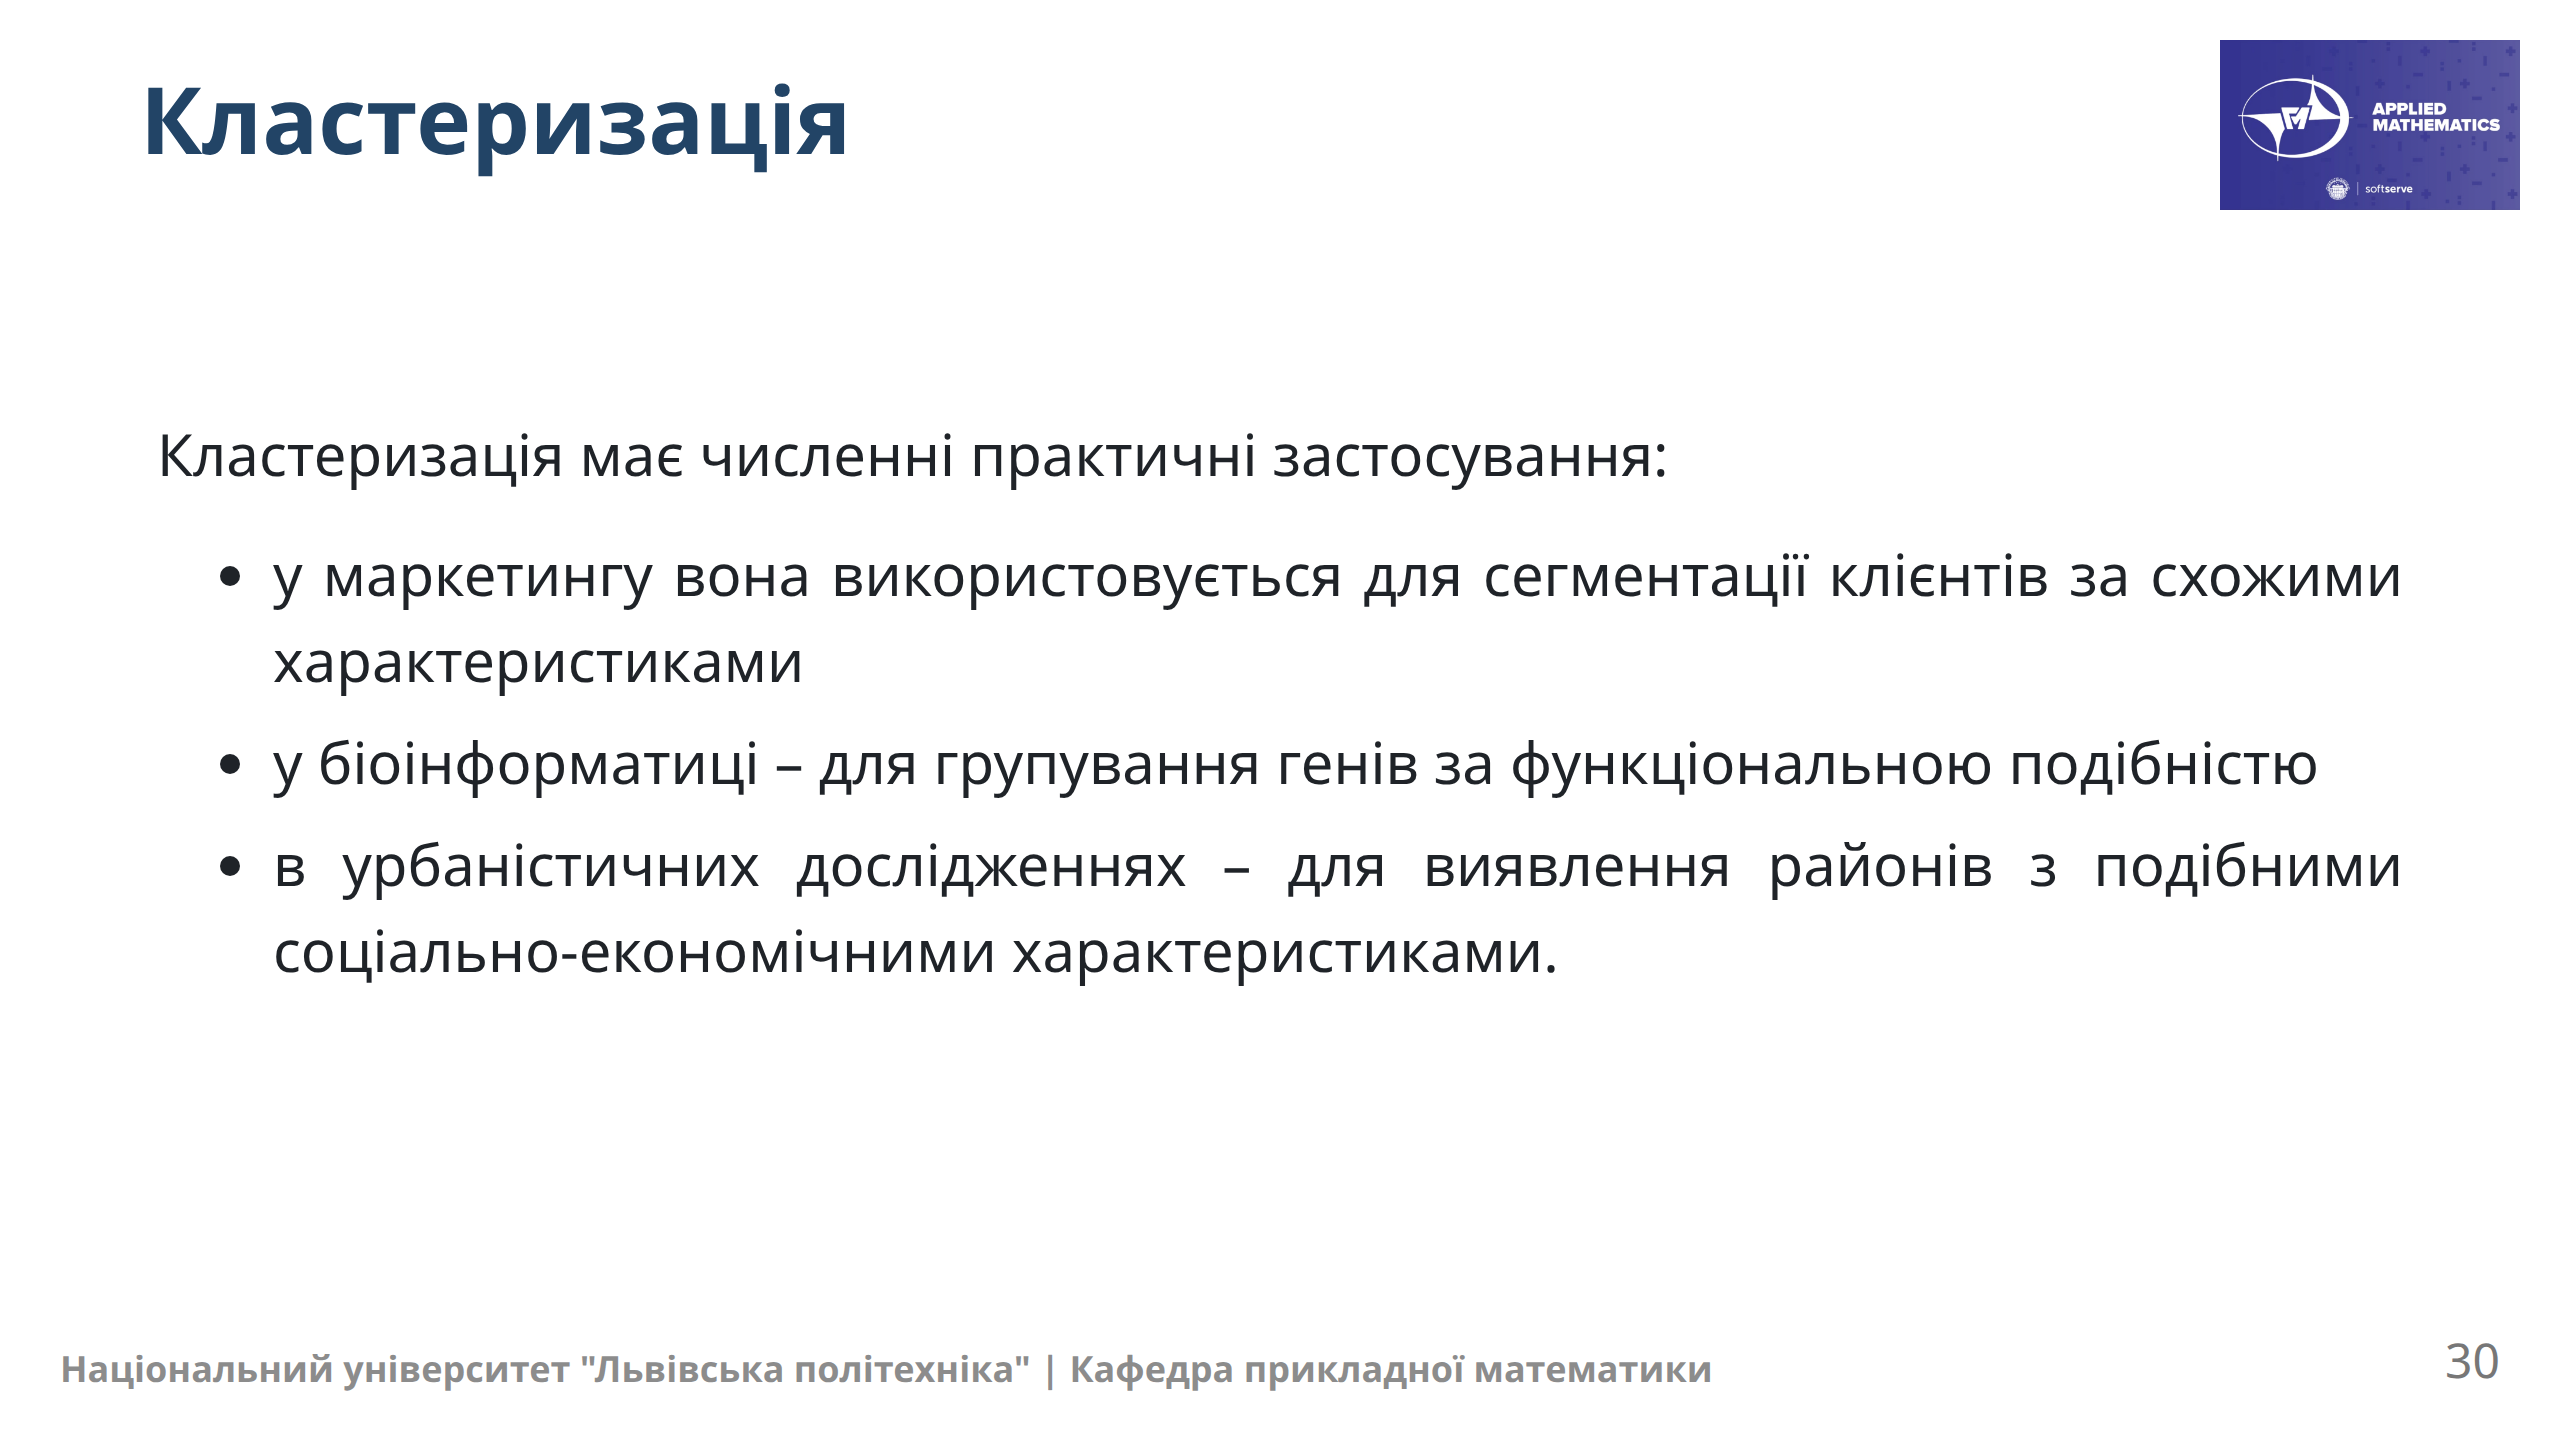 Кластеризація
APPLIED
MATHEMATICS
softserve
Кластеризація має численні практичні застосування:
• у маркетингу вона використовується для сегментації клієнтів за схожими
характеристиками
• у біоінформатиці – для групування генів за функціональною подібністю
• в урбаністичних дослідженнях – для виявлення районів з подібними
соціально-економічними характеристиками.
Національний університет "Львівська політехніка" | Кафедра прикладної математики
30